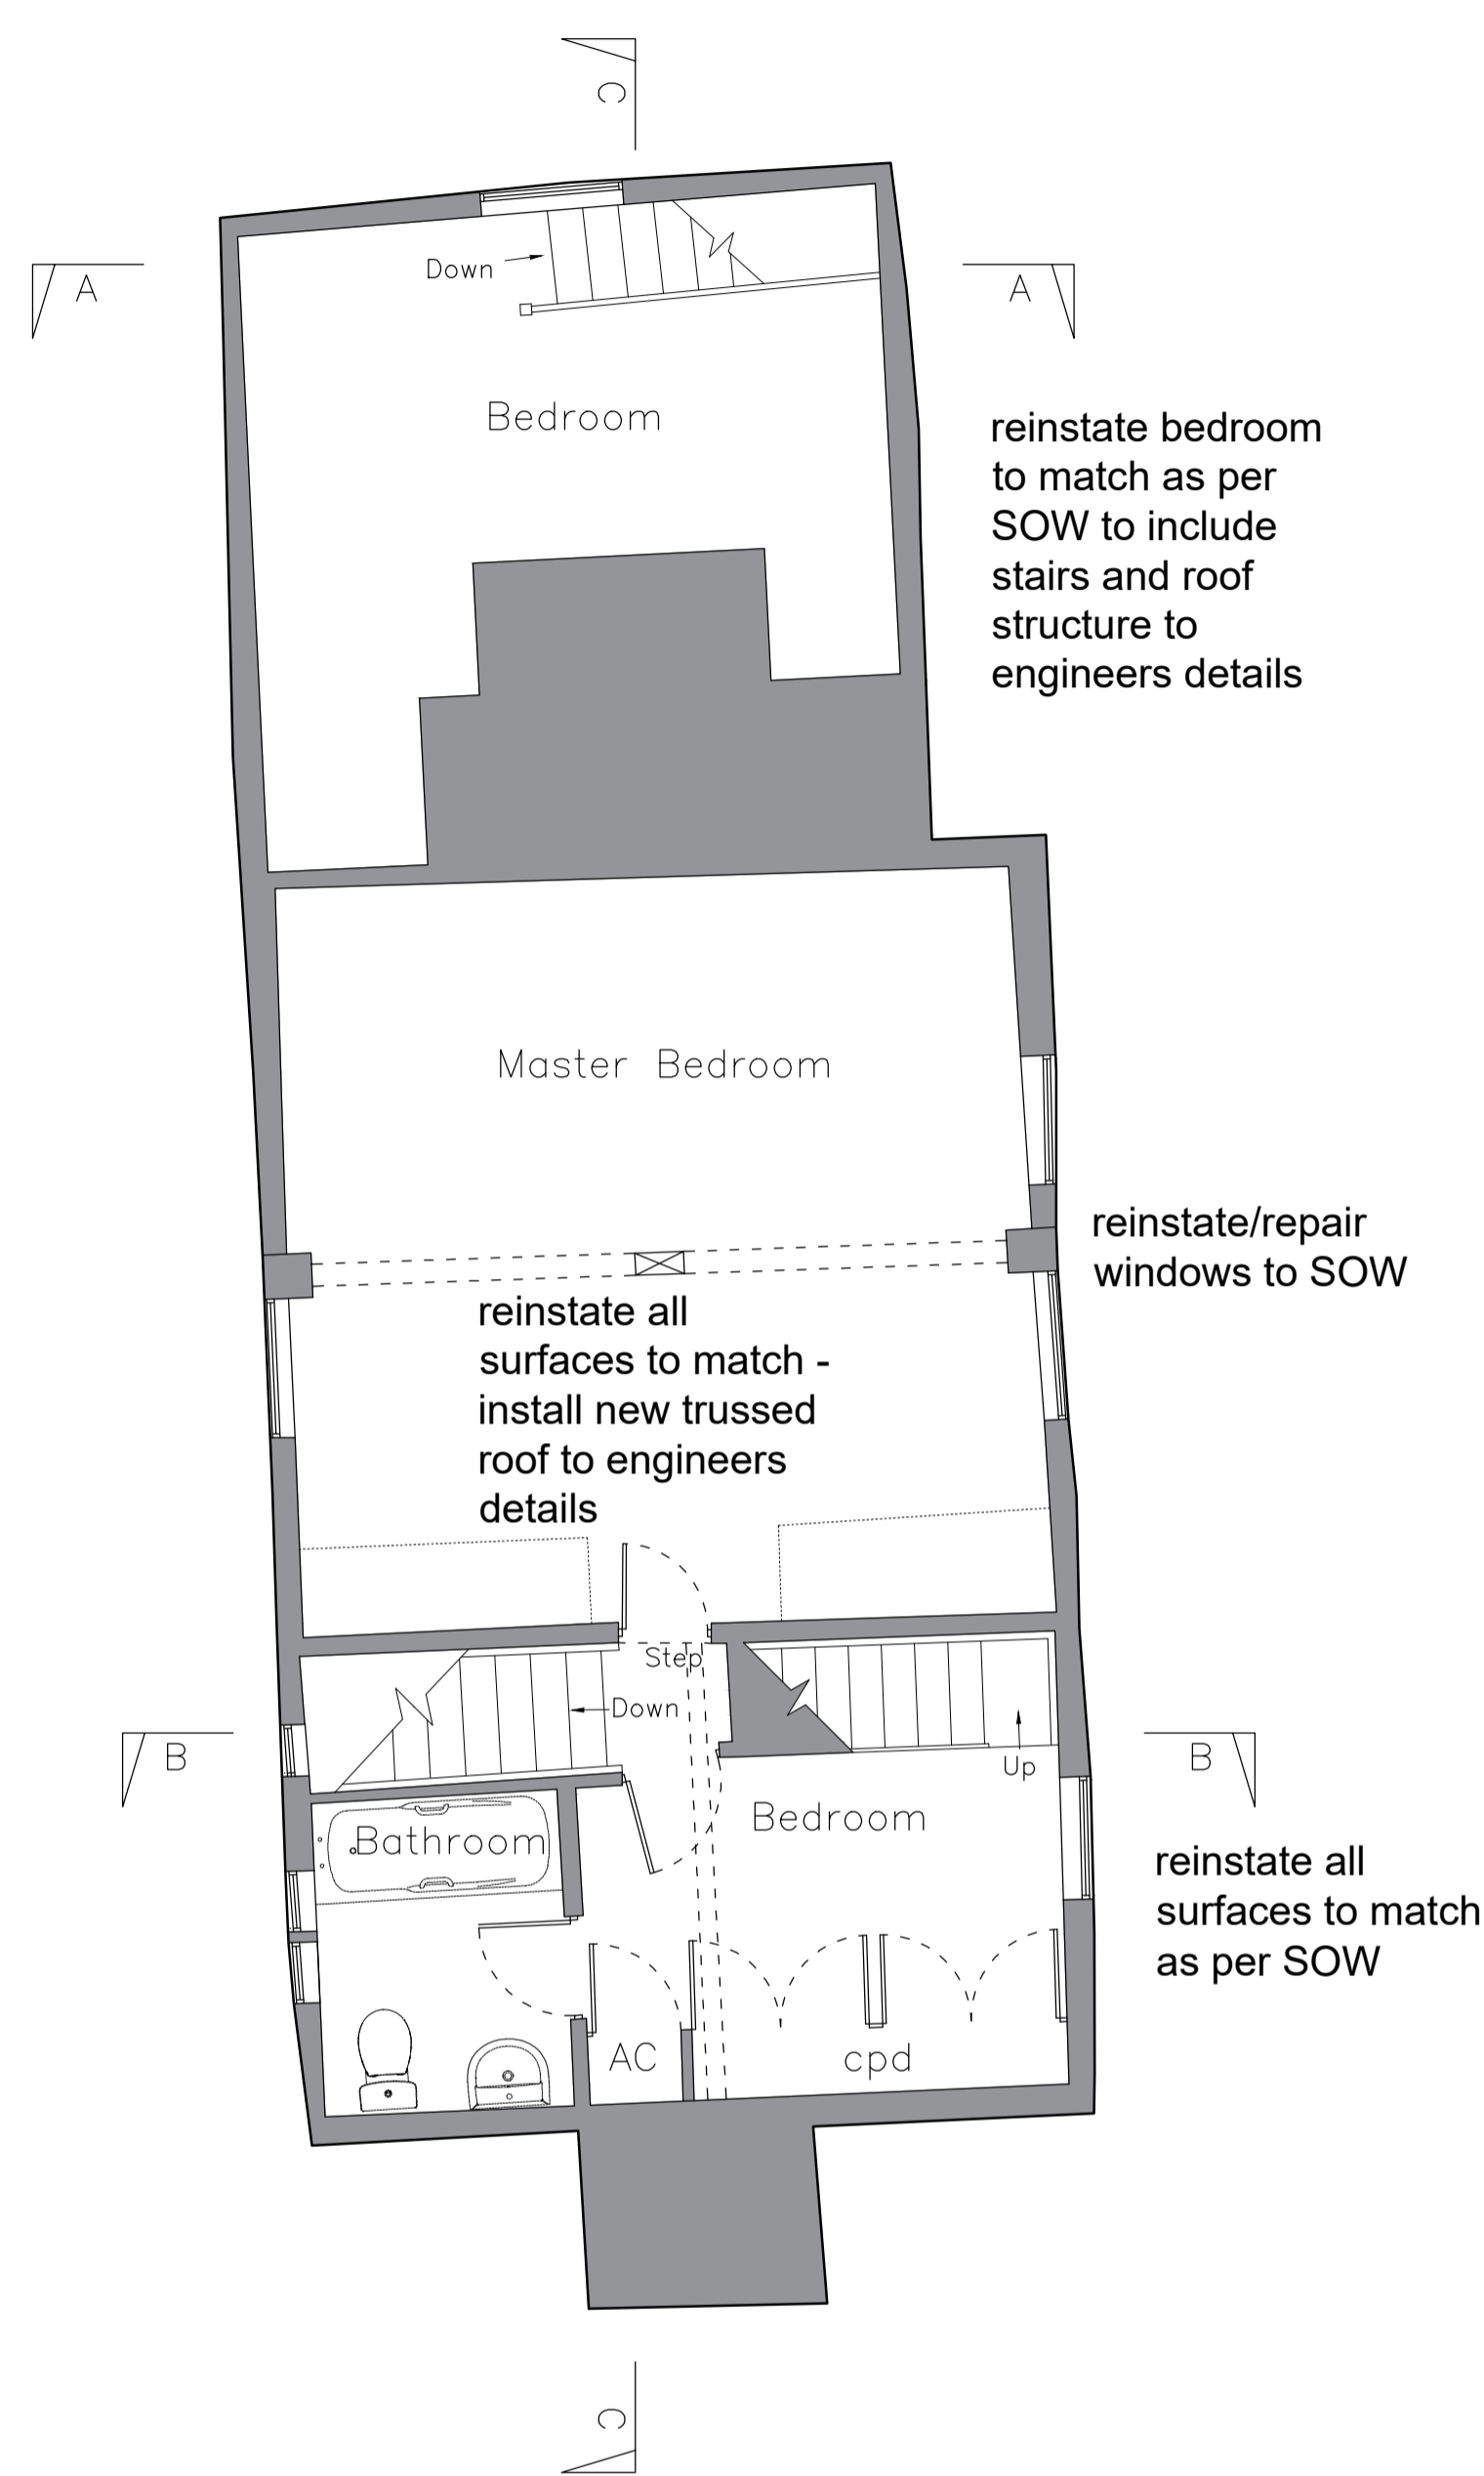 C
A
A
Down
Bedroom
reinstate bedroom
to match as per
SOW to include
stairs and roof
structure to
engineers details
Master Bedroom
reinstate/repair
windows to SOW
reinstate all
surfaces to match -
install new trussed
roof to engineers
details
Step
Down
B
B
Up
Bedroom
Bathroom
reinstate all
surfaces to match
as per SOW
AC
cpd
C